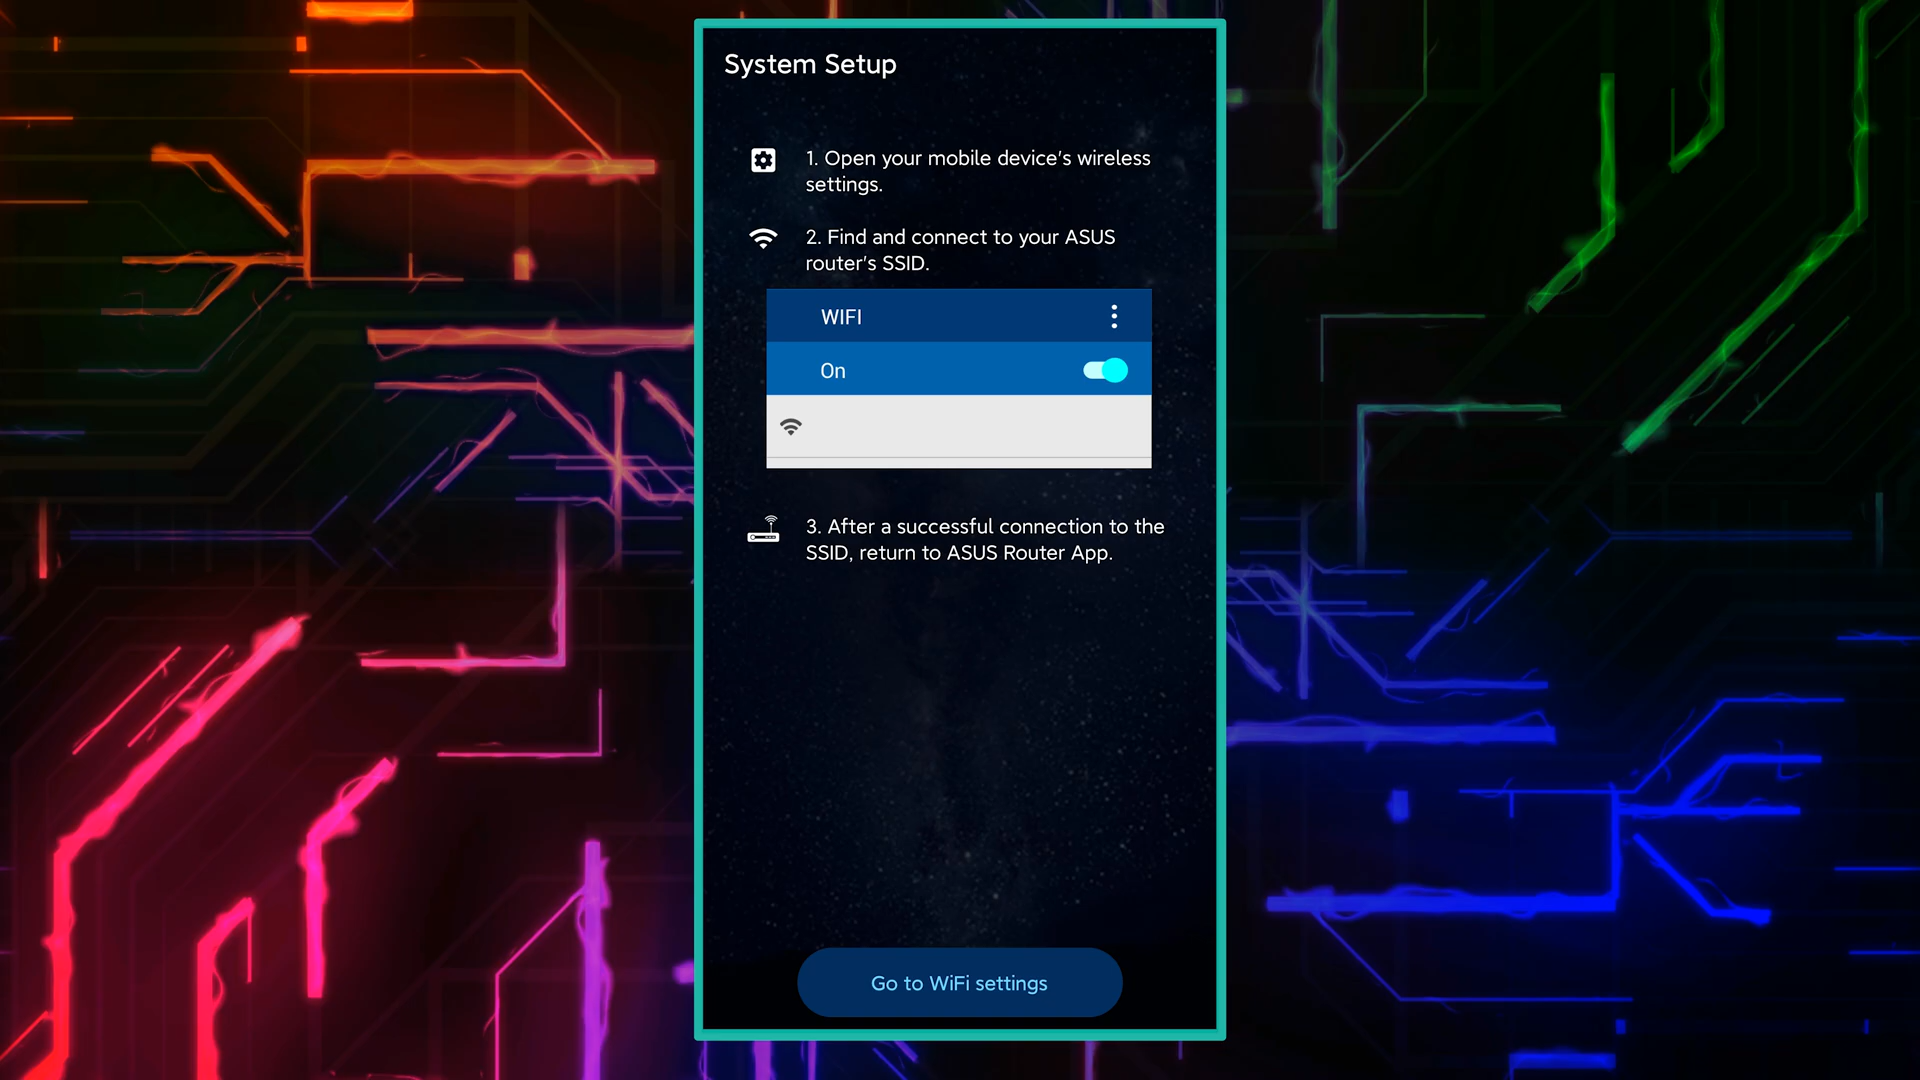 System Setup
1. Open your mobile device's wireless
settings.
2. Find and connect to your ASUS
router's SSID.
WIFI
On
3. After a successful connection to the
SSID, return to ASUS Router App.
Go to WiFi settings